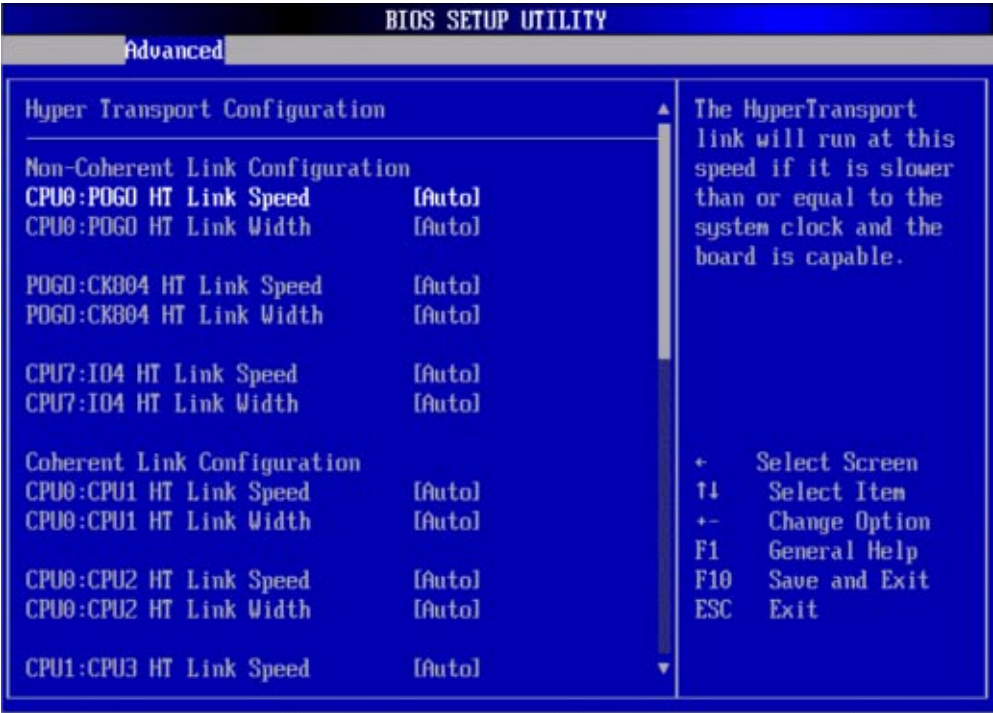 BIOS SETUP UTILITY
Advanced
Hyper Transport Configuration
Non-Coherent Link Configuration
CPU0:POGO HT Link Speed [Auto]
CPU0:POGO HT Link Width [Auto]
POGO:CK804 HT Link Speed [Auto]
POGO:CK804 HT Link Width [Auto]
CPU7:IO4 HT Link Speed [Auto]
CPU7:IO4 HT Link Width [Auto]
Coherent Link Configuration
CPU0:CPU1 HT Link Speed [Auto]
CPU0:CPU1 HT Link Width [Auto]
CPU0:CPU2 HT Link Speed [Auto]
CPU0:CPU2 HT Link Width [Auto]
CPU1:CPU3 HT Link Speed [Auto]
The HyperTransport
link will run at this
speed if it is slower
than or equal to the
system clock and the
board is capable.
← Select Screen
↑↓ Select Item
+- Change Option
F1 General Help
F10 Save and Exit
ESC Exit